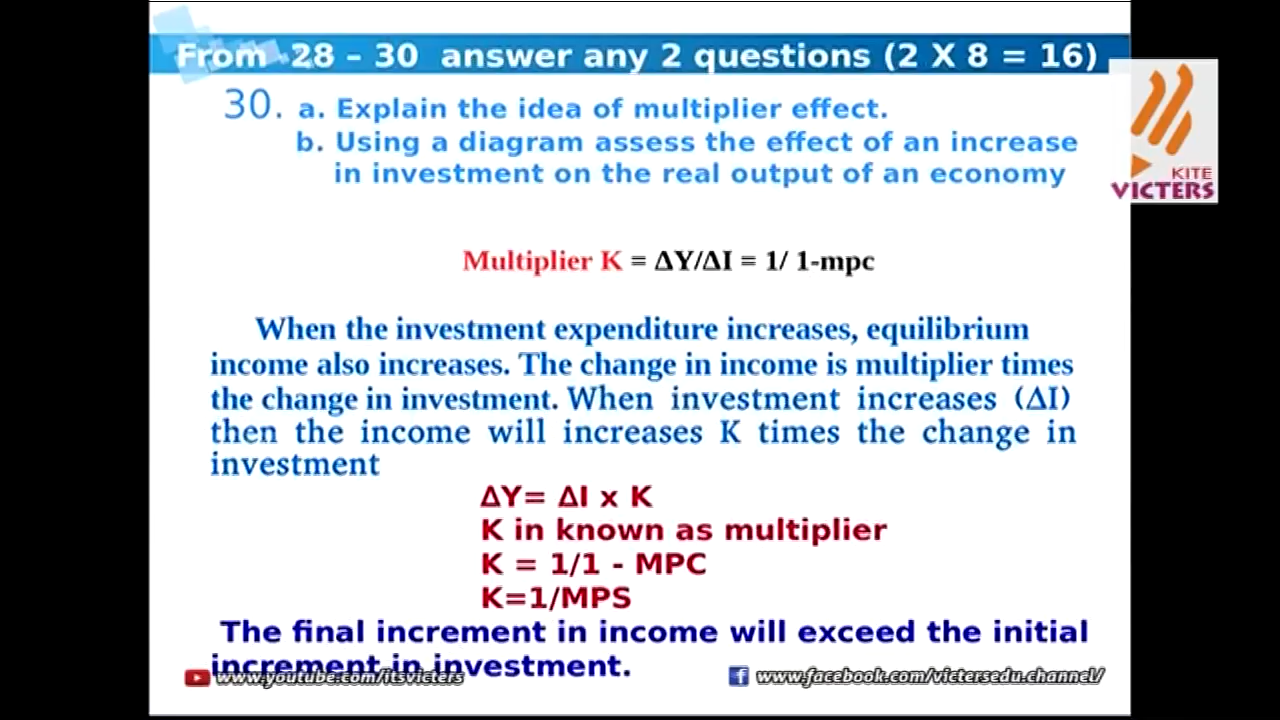 From 28 – 30 answer any 2 questions (2 X 8 = 16)
30. a. Explain the idea of multiplier effect.
b. Using a diagram assess the effect of an increase
in investment on the real output of an economy
KITE
VICTERS
Multiplier K = ΔY/ΔI = 1/ 1-mpc
When the investment expenditure increases, equilibrium
income also increases. The change in income is multiplier times
the change in investment. When investment increases (ΔI)
then the income will increases K times the change in
investment
ΔY= ΔI x K
K in known as multiplier
K = 1/1 - MPC
K=1/MPS
The final increment in income will exceed the initial
increment in investment.
www.youtube.com/itsvicters
www.facebook.com/victersedu.channel/